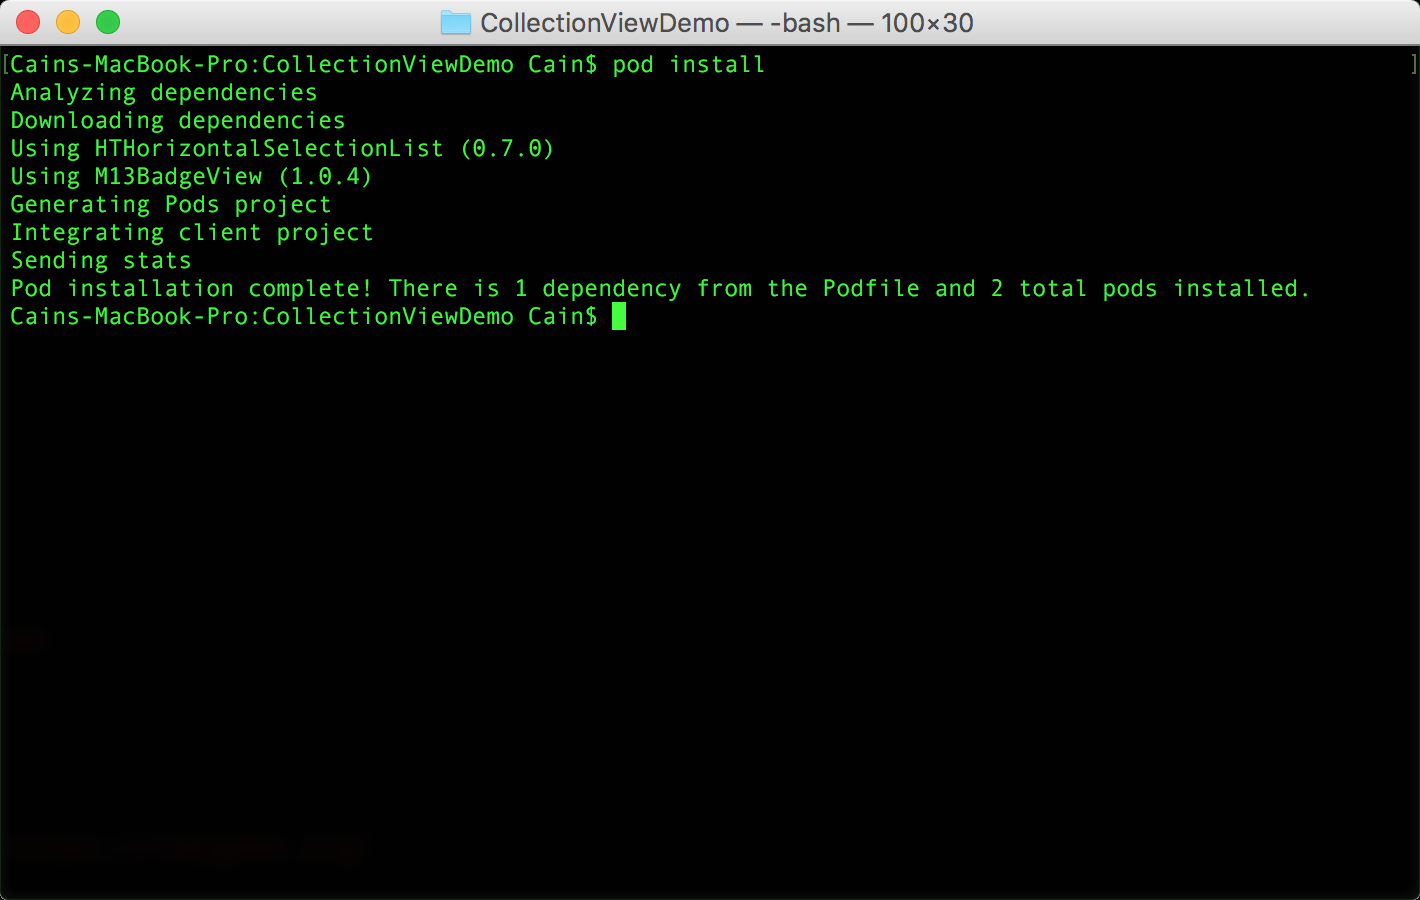 CollectionViewDemo — -bash — 100×30
[Cains-MacBook-Pro:CollectionViewDemo Cain$ pod install ]
Analyzing dependencies
Downloading dependencies
Using HTHorizontalSelectionList (0.7.0)
Using M13BadgeView (1.0.4)
Generating Pods project
Integrating client project
Sending stats
Pod installation complete! There is 1 dependency from the Podfile and 2 total pods installed.
Cains-MacBook-Pro:CollectionViewDemo Cain$